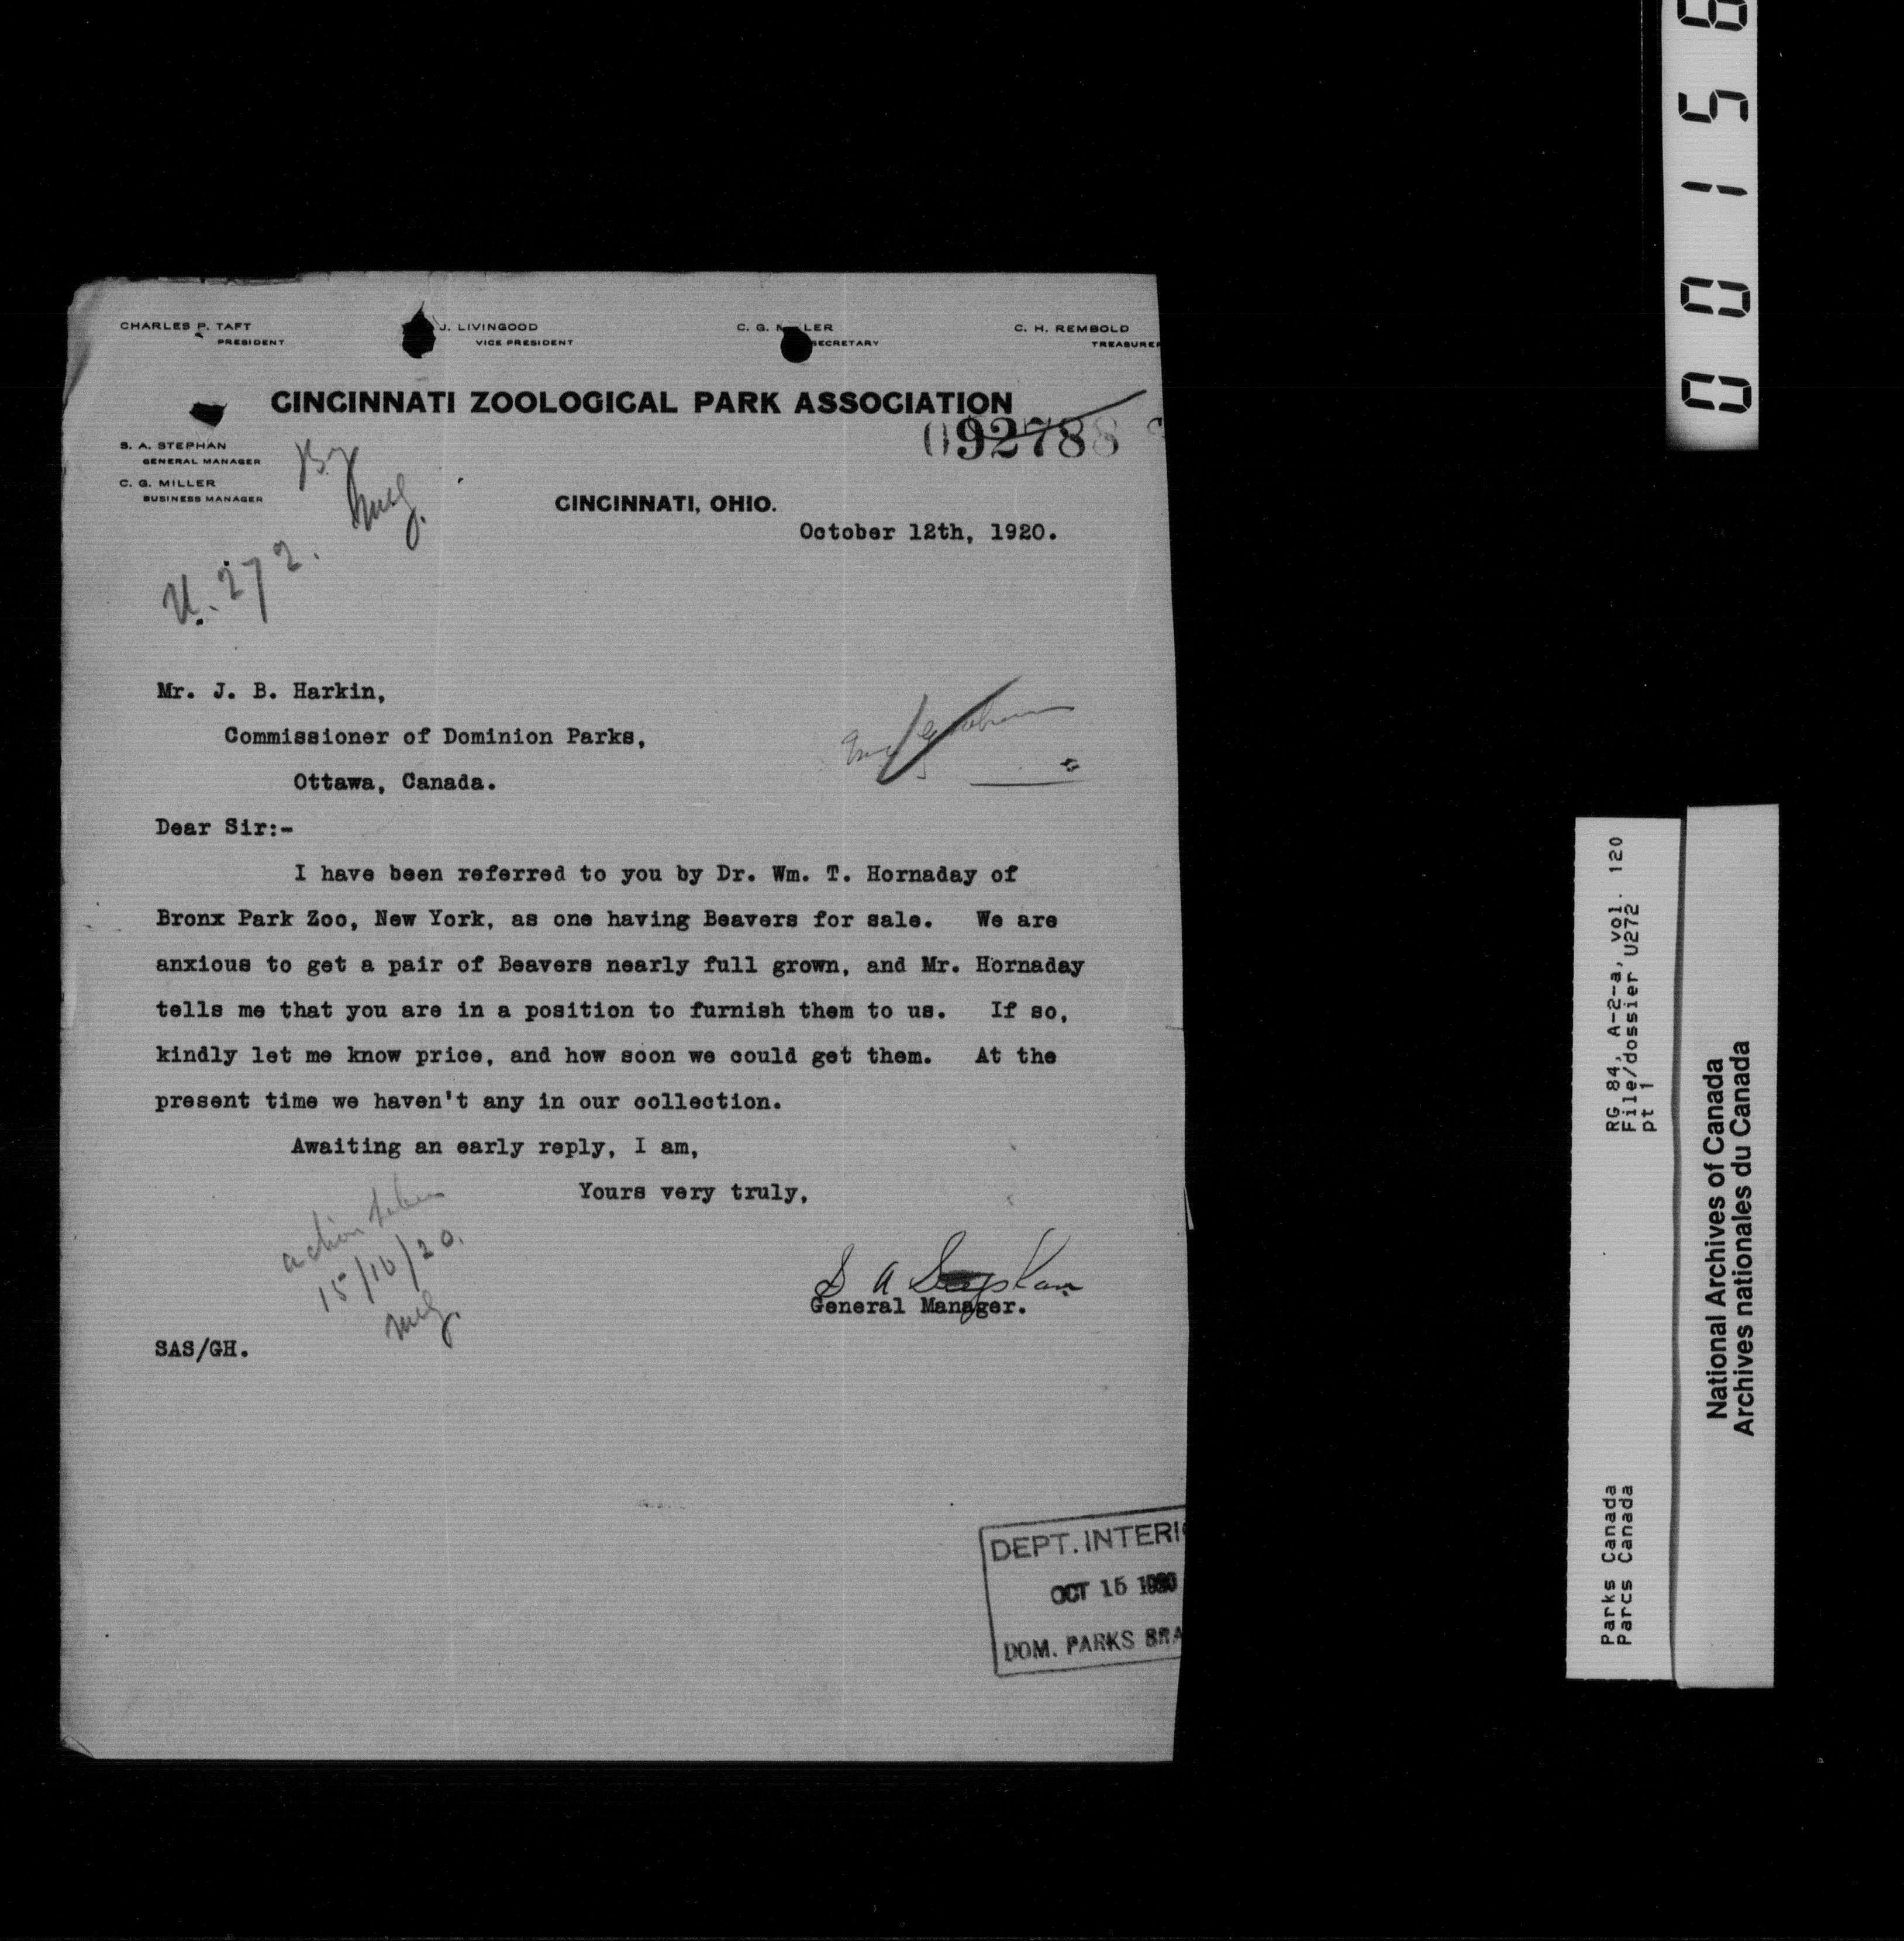 CHARLES P. TAFT
PRESIDENT
J. LIVINGOOD
VICE PRESIDENT
C. G. M LER
SECRETARY
C. H. REMBOLD
TREASURER
CINCINNATI ZOOLOGICAL PARK ASSOCIATION
092788
S. A. STEPHAN
GENERAL MANAGER
C. G. MILLER
BUSINESS MANAGER
CINCINNATI, OHIO.
October 12th, 1920.
U. 272.
Mr. J. B. Harkin,
Commissioner of Dominion Parks,
Ottawa, Canada.
Dear Sir:-
I have been referred to you by Dr. Wm. T. Hornaday of
Bronx Park Zoo, New York, as one having Beavers for sale. We are
anxious to get a pair of Beavers nearly full grown, and Mr. Hornaday
tells me that you are in a position to furnish them to us. If so,
kindly let me know price, and how soon we could get them. At the
present time we haven't any in our collection.
Awaiting an early reply, I am,
Yours very truly,
action taken
15/10/20.
S A Stephan
General Manager.
SAS/GH.
DEPT. INTERIO
OCT 15 1920
DOM. PARKS BRA
00156
RG 84, A-2-a, vol. 120
File/dossier U272
pt 1
Parks Canada
Parcs Canada
National Archives of Canada
Archives nationales du Canada